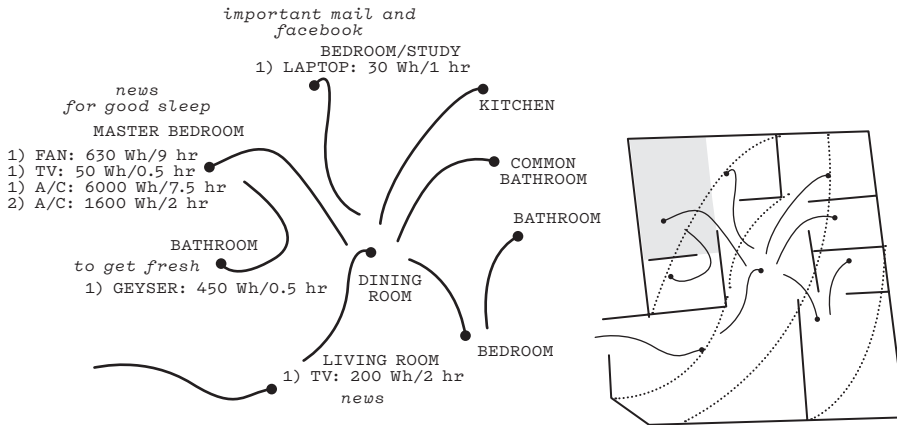 important mail and
facebook
BEDROOM/STUDY
1) LAPTOP: 30 Wh/1 hr
news
for good sleep
MASTER BEDROOM
1) FAN: 630 Wh/9 hr
1) TV: 50 Wh/0.5 hr
1) A/C: 6000 Wh/7.5 hr
2) A/C: 1600 Wh/2 hr
KITCHEN
COMMON
BATHROOM
BATHROOM
BATHROOM
to get fresh
1) GEYSER: 450 Wh/0.5 hr
DINING
ROOM
BEDROOM
LIVING ROOM
1) TV: 200 Wh/2 hr
news